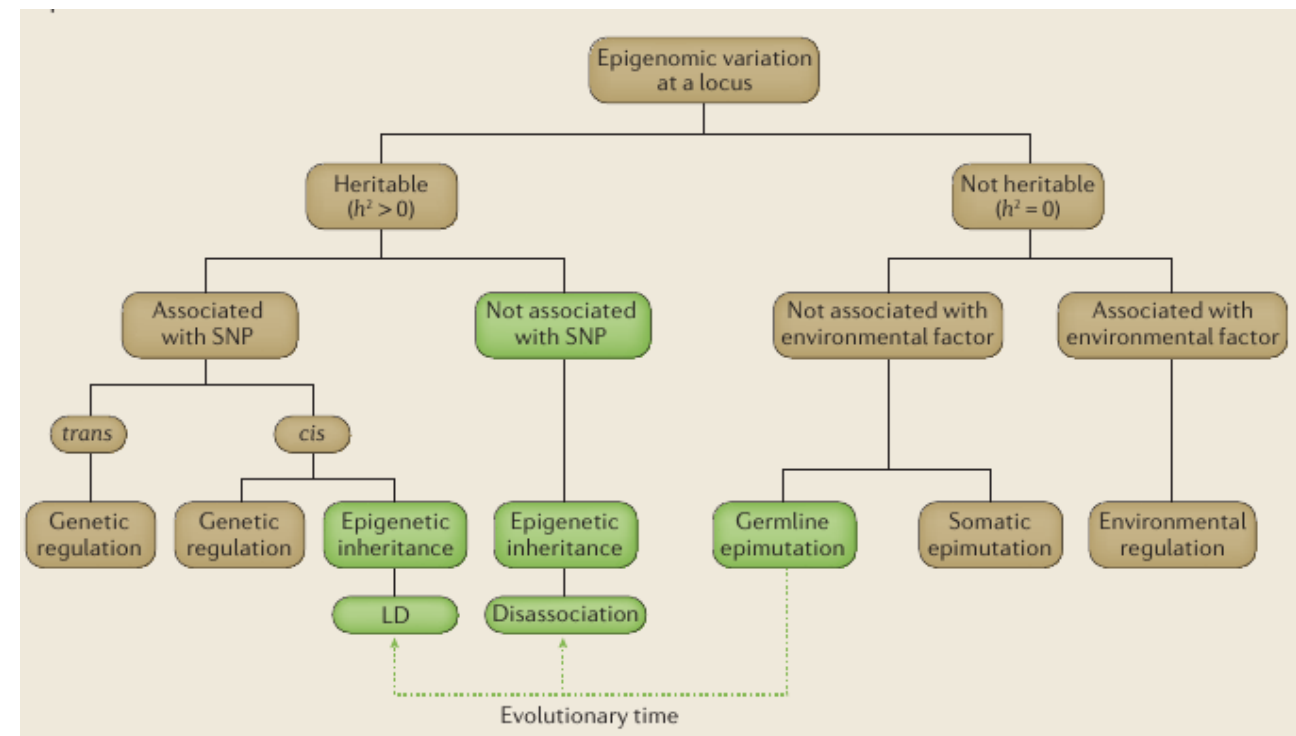 Epigenomic variation
at a locus
Heritable
(h² > 0)
Not heritable
(h² = 0)
Associated
with SNP
Not associated
with SNP
Not associated with
environmental factor
Associated with
environmental factor
trans
cis
Genetic
regulation
Genetic
regulation
Epigenetic
inheritance
Epigenetic
inheritance
Germline
epimutation
Somatic
epimutation
Environmental
regulation
LD
Disassociation
Evolutionary time